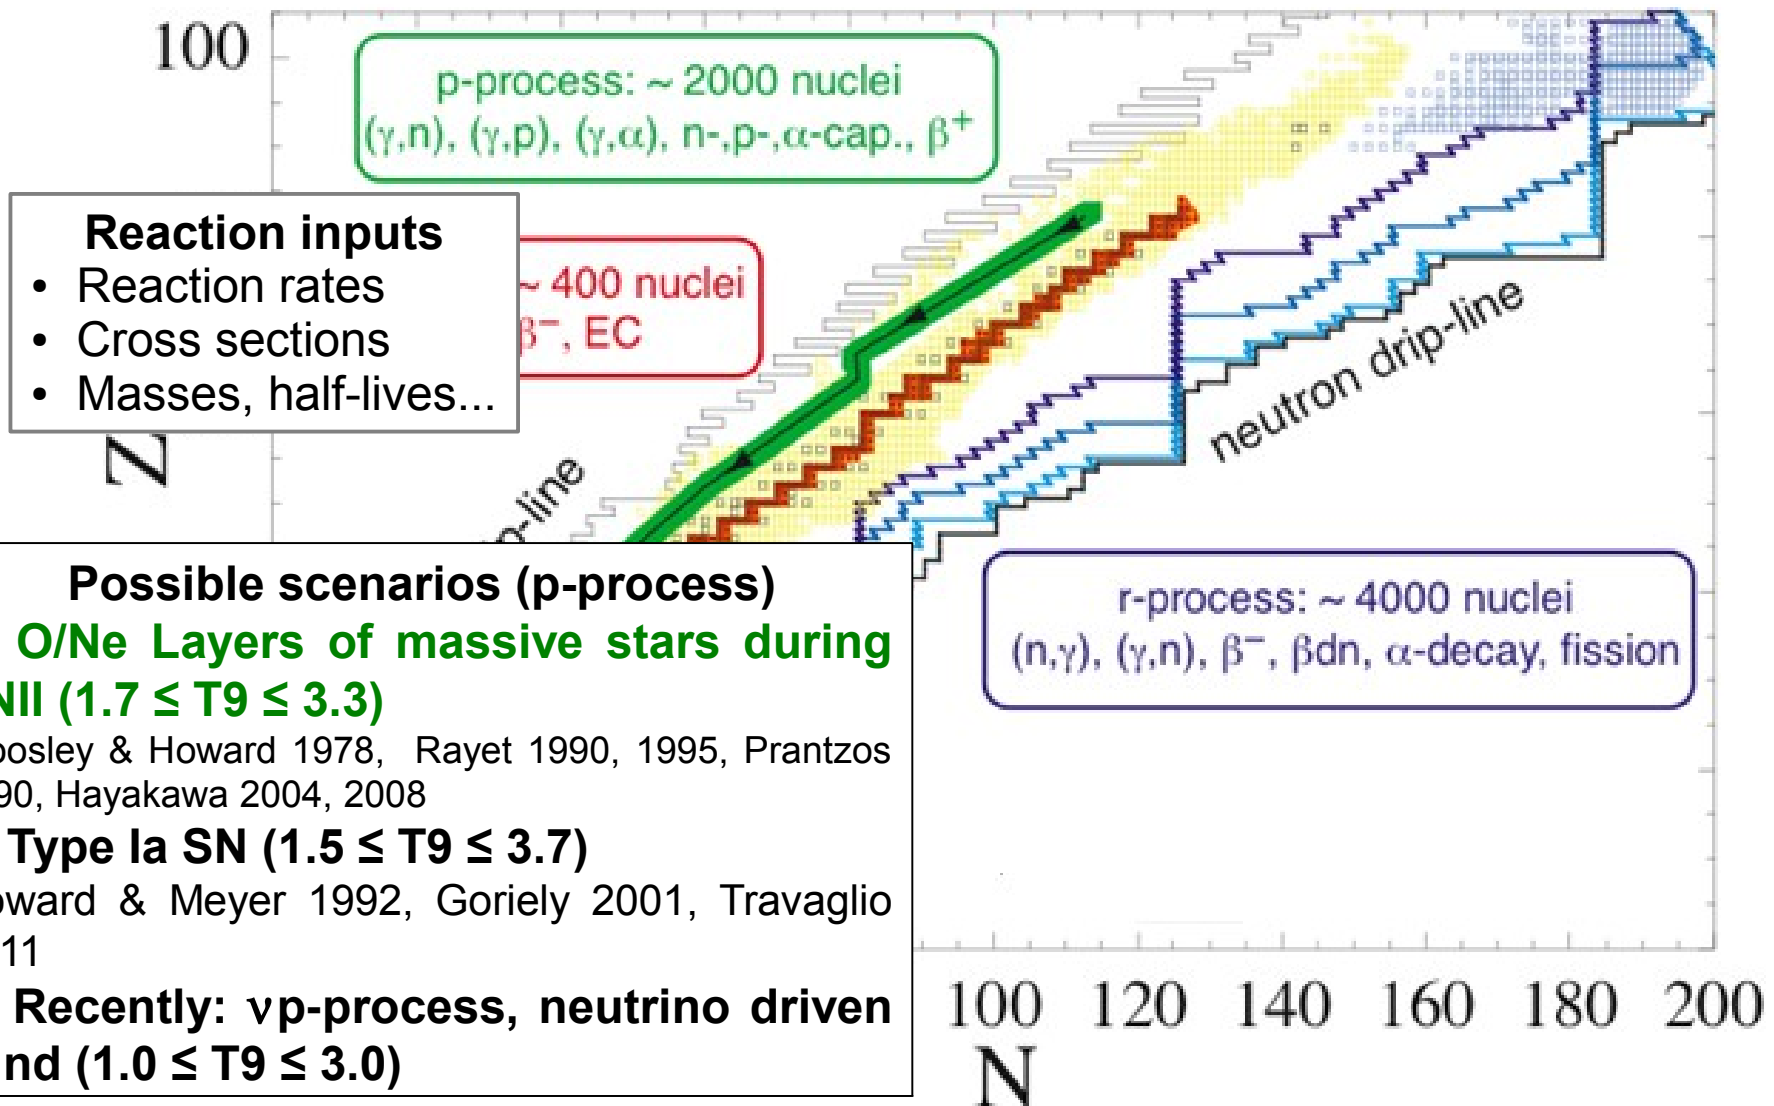 100
p-process: ~ 2000 nuclei
(γ,n), (γ,p), (γ,α), n-,p-,α-cap., β⁺
Reaction inputs
• Reaction rates
• Cross sections
• Masses, half-lives...
~ 400 nuclei
β⁻, EC
Z
neutron drip-line
p-line
Possible scenarios (p-process)
O/Ne Layers of massive stars during
NII (1.7 ≤ T9 ≤ 3.3)
oosley & Howard 1978, Rayet 1990, 1995, Prantzos
90, Hayakawa 2004, 2008
Type Ia SN (1.5 ≤ T9 ≤ 3.7)
oward & Meyer 1992, Goriely 2001, Travaglio
11
Recently: νp-process, neutrino driven
nd (1.0 ≤ T9 ≤ 3.0)
r-process: ~ 4000 nuclei
(n,γ), (γ,n), β⁻, βdn, α-decay, fission
100 120 140 160 180 200
N